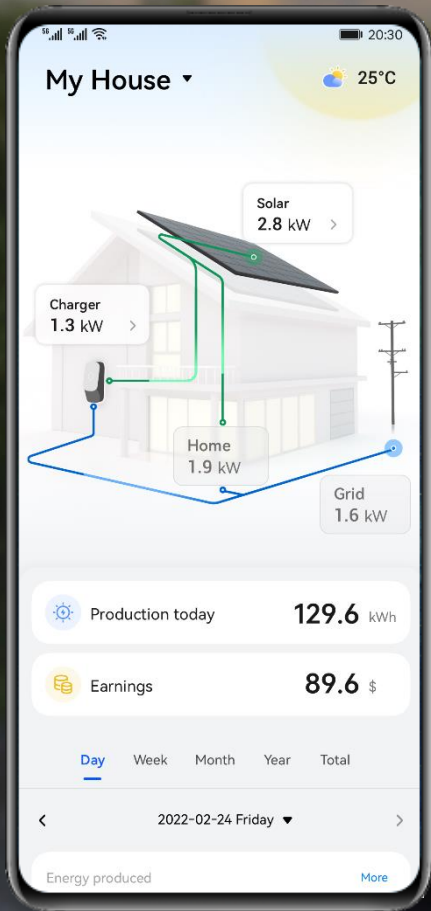 5G 5G 20:30
My House 25°C
Solar
2.8 kW
Charger
1.3 kW
Home
1.9 kW
Grid
1.6 kW
Production today 129.6 kWh
Earnings 89.6 $
Day Week Month Year Total
2022-02-24 Friday
Energy produced More